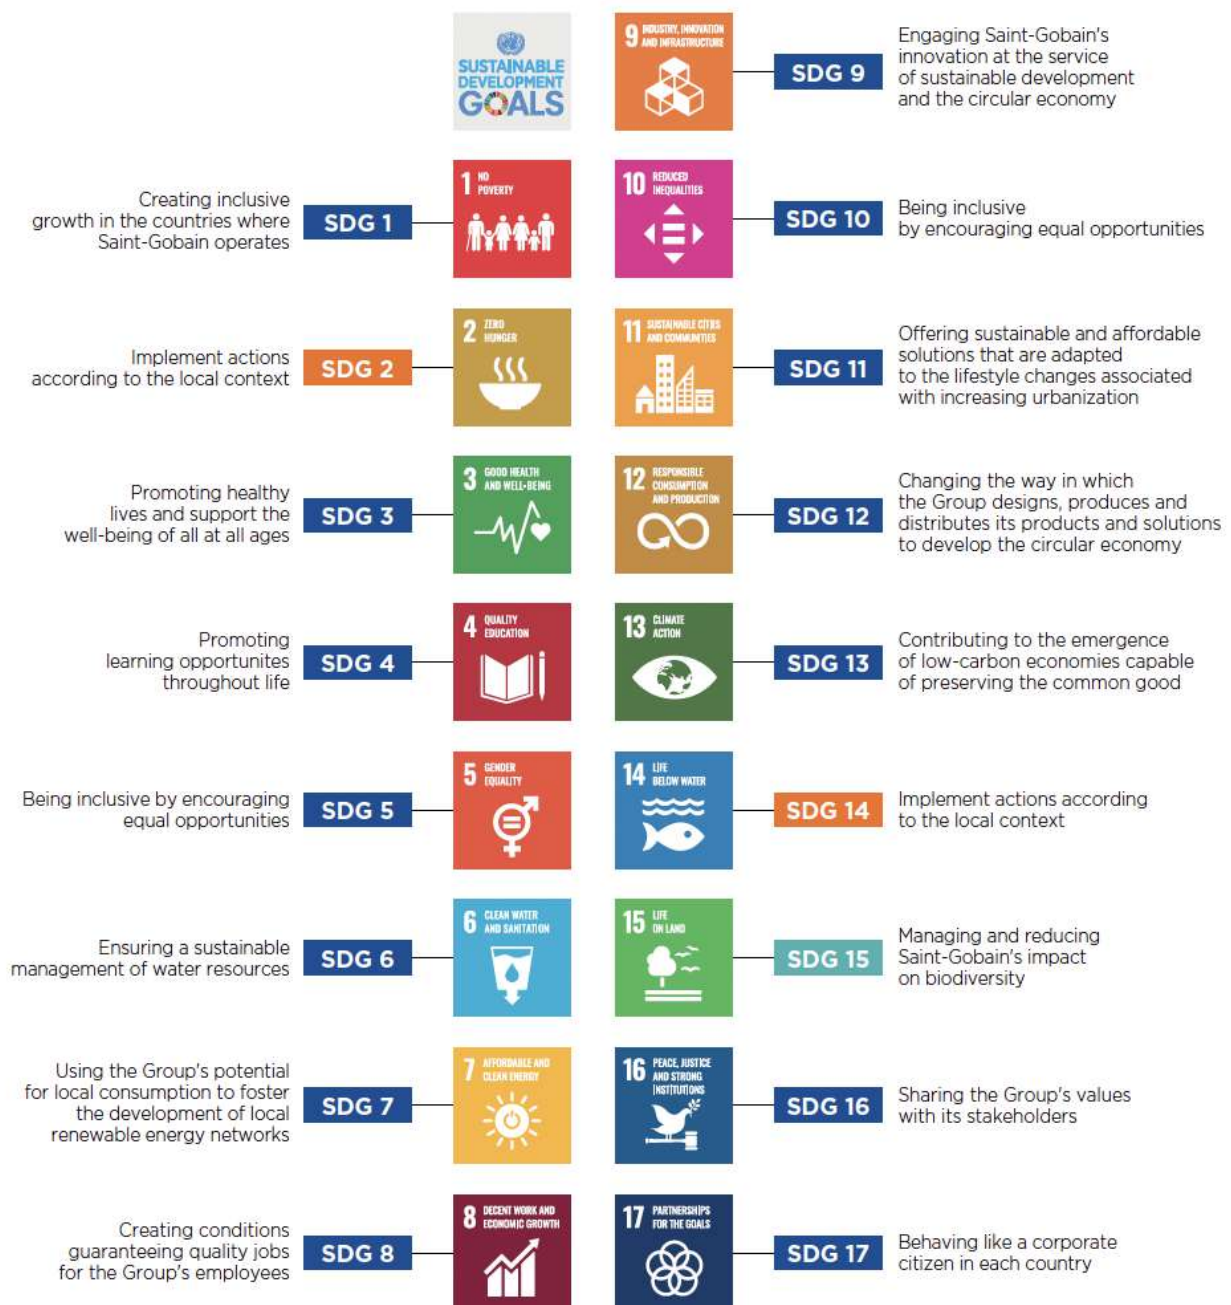 SUSTAINABLE
DEVELOPMENT
GOALS
9 INDUSTRY, INNOVATION
AND INFRASTRUCTURE
SDG 9
Engaging Saint-Gobain's
innovation at the service
of sustainable development
and the circular economy
Creating inclusive
growth in the countries where
Saint-Gobain operates
SDG 1
1 NO
POVERTY
10 REDUCED
INEQUALITIES
SDG 10
Being inclusive
by encouraging equal opportunities
Implement actions
according to the local context
SDG 2
2 ZERO
HUNGER
11 SUSTAINABLE CITIES
AND COMMUNITIES
SDG 11
Offering sustainable and affordable
solutions that are adapted
to the lifestyle changes associated
with increasing urbanization
Promoting healthy
lives and support the
well-being of all at all ages
SDG 3
3 GOOD HEALTH
AND WELL-BEING
12 RESPONSIBLE
CONSUMPTION
AND PRODUCTION
SDG 12
Changing the way in which
the Group designs, produces and
distributes its products and solutions
to develop the circular economy
Promoting
learning opportunites
throughout life
SDG 4
4 QUALITY
EDUCATION
13 CLIMATE
ACTION
SDG 13
Contributing to the emergence
of low-carbon economies capable
of preserving the common good
Being inclusive by encouraging
equal opportunities
SDG 5
5 GENDER
EQUALITY
14 LIFE
BELOW WATER
SDG 14
Implement actions according
to the local context
Ensuring a sustainable
management of water resources
SDG 6
6 CLEAN WATER
AND SANITATION
15 LIFE
ON LAND
SDG 15
Managing and reducing
Saint-Gobain's impact
on biodiversity
Using the Group's potential
for local consumption to foster
the development of local
renewable energy networks
SDG 7
7 AFFORDABLE AND
CLEAN ENERGY
16 PEACE, JUSTICE
AND STRONG
INSTITUTIONS
SDG 16
Sharing the Group's values
with its stakeholders
Creating conditions
guaranteeing quality jobs
for the Group's employees
SDG 8
8 DECENT WORK AND
ECONOMIC GROWTH
17 PARTNERSHIPS
FOR THE GOALS
SDG 17
Behaving like a corporate
citizen in each country